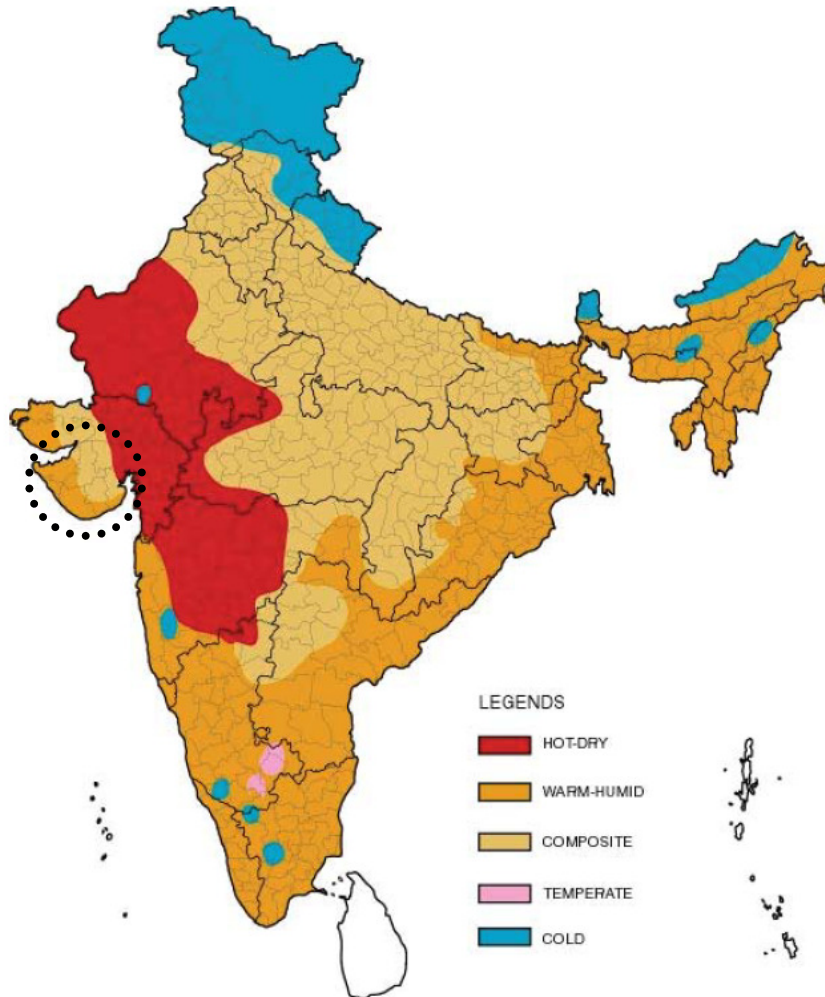 LEGENDS
HOT-DRY
WARM-HUMID
COMPOSITE
TEMPERATE
COLD